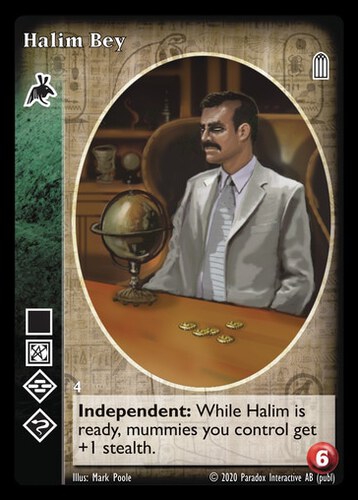 Halim Bey
4
Independent: While Halim is
ready, mummies you control get
+1 stealth.
6
Illus: Mark Poole © 2020 Paradox Interactive AB (publ)